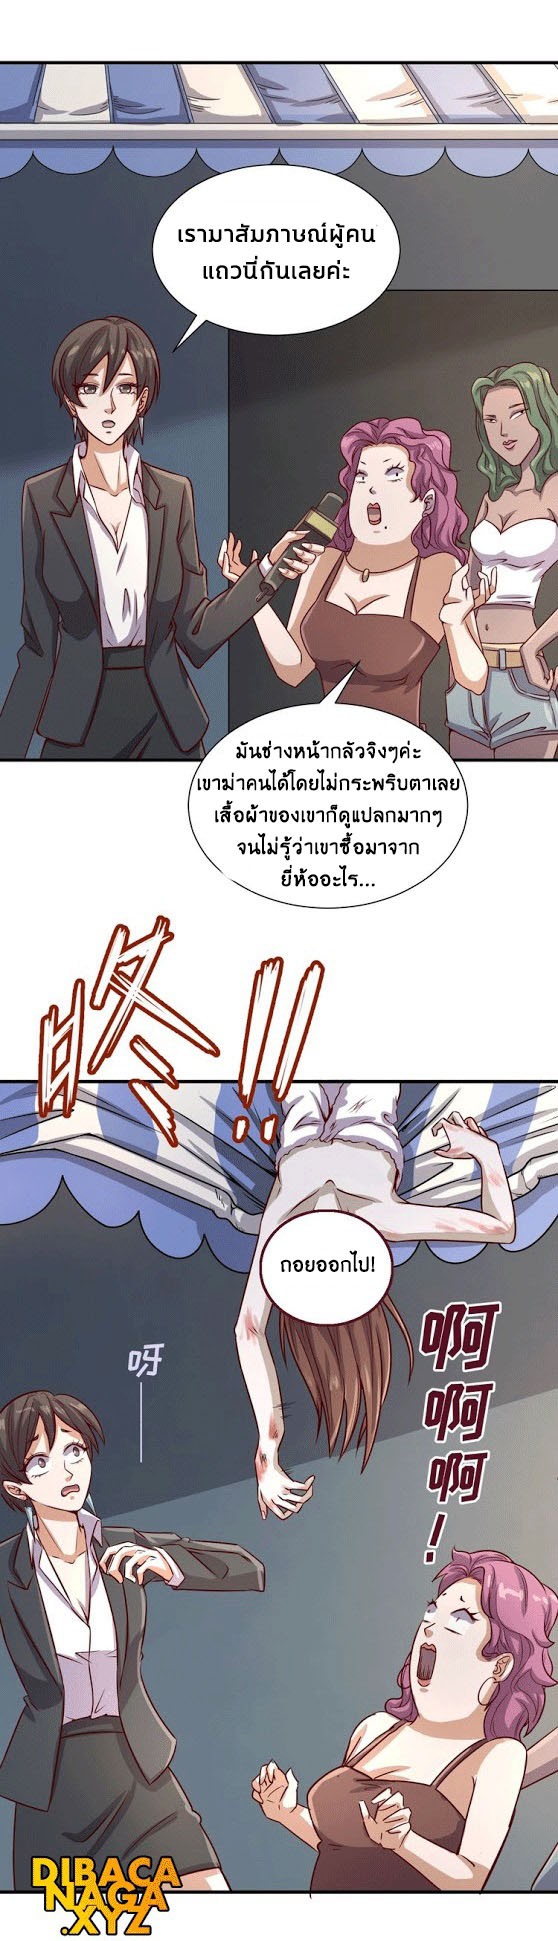 เรามาสัมภาษณ์ผู้คน
แถวนี่กันเลยค่ะ
มันช่างหน้ากลัวจิงๆค่ะ
เขาม่าคนได้โดยไม่กระพริบตาเลย
เสื้อผ้าของเขาก็ดูแปลกมากๆ
จนไม่รู้ว่าเขาซื้อมาจาก
ยี่ห้ออะไร...
咚!!
ถอยออกไป!
呀
啊
啊
啊
!
DIBACA
NAGA
.XYZ